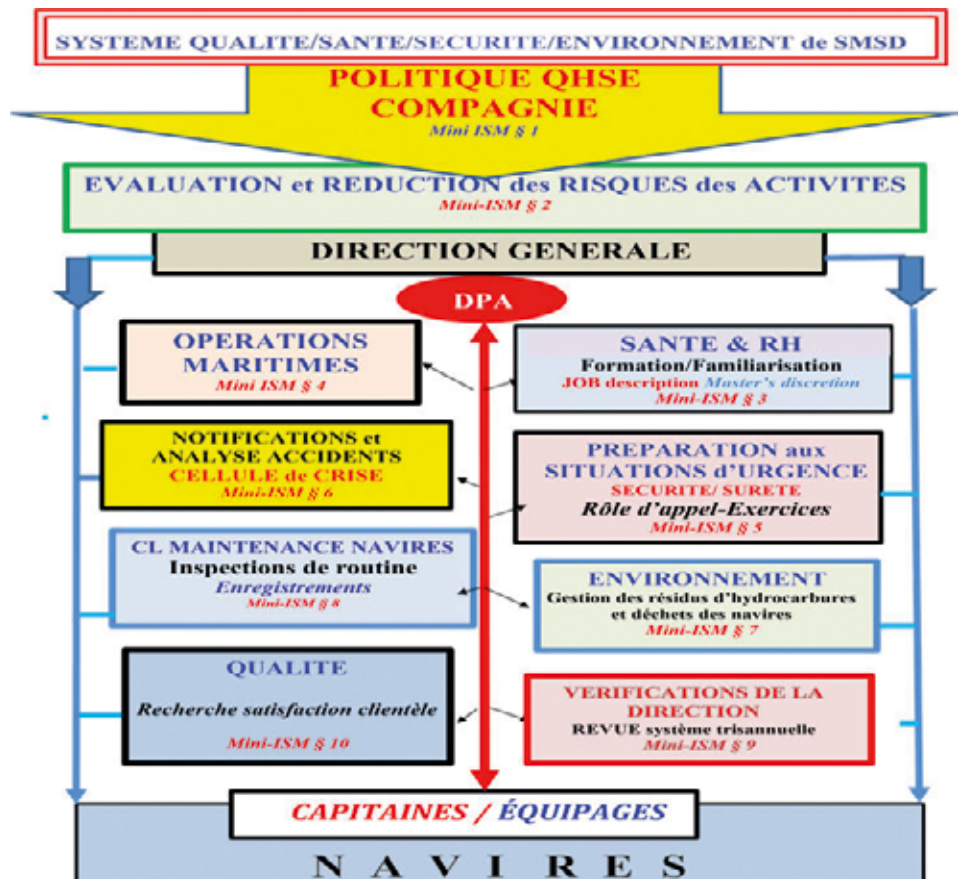 SYSTEME QUALITE/SANTE/SECURITE/ENVIRONNEMENT de SMSD
POLITIQUE QHSE
COMPAGNIE
Mini ISM § 1
EVALUATION et REDUCTION des RISQUES des ACTIVITES
Mini-ISM § 2
DIRECTION GENERALE
DPA
OPERATIONS
MARITIMES
Mini ISM § 4
SANTE & RH
Formation/Familiarisation
JOB description Master's discretion
Mini-ISM § 3
NOTIFICATIONS et
ANALYSE ACCIDENTS
CELLULE de CRISE
Mini-ISM § 6
PREPARATION aux
SITUATIONS d'URGENCE
SECURITE/ SURETE
Rôle d'appel-Exercices
Mini-ISM § 5
CL MAINTENANCE NAVIRES
Inspections de routine
Enregistrements
Mini-ISM § 8
ENVIRONNEMENT
Gestion des résidus d'hydrocarbures
et déchets des navires
Mini-ISM § 7
QUALITE
Recherche satisfaction clientèle
Mini-ISM § 10
VERIFICATIONS DE LA
DIRECTION
REVUE système trisannuelle
Mini-ISM § 9
CAPITAINES / ÉQUIPAGES
NAVIRES